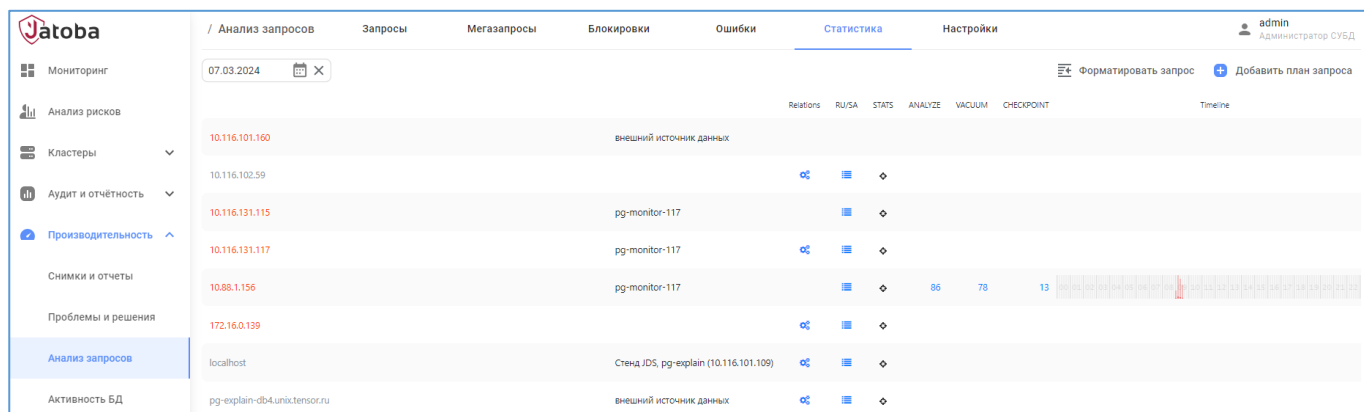 Jatoba
/ Анализ запросов Запросы Мегазапросы Блокировки Ошибки Статистика Настройки admin
Администратор СУБД
Мониторинг
07.03.2024 Форматировать запрос Добавить план запроса
Relations RU/SA STATS ANALYZE VACUUM CHECKPOINT Timeline
Анализ рисков
10.116.101.160 внешний источник данных
Кластеры
10.116.102.59
Аудит и отчётность
10.116.131.115 pg-monitor-117
Производительность
10.116.131.117 pg-monitor-117
Снимки и отчеты
10.88.1.156 pg-monitor-117 86 78 13
Проблемы и решения
172.16.0.139
Анализ запросов
localhost Стенд JDS, pg-explain (10.116.101.109)
Активность БД
pg-explain-db4.unix.tensor.ru внешний источник данных